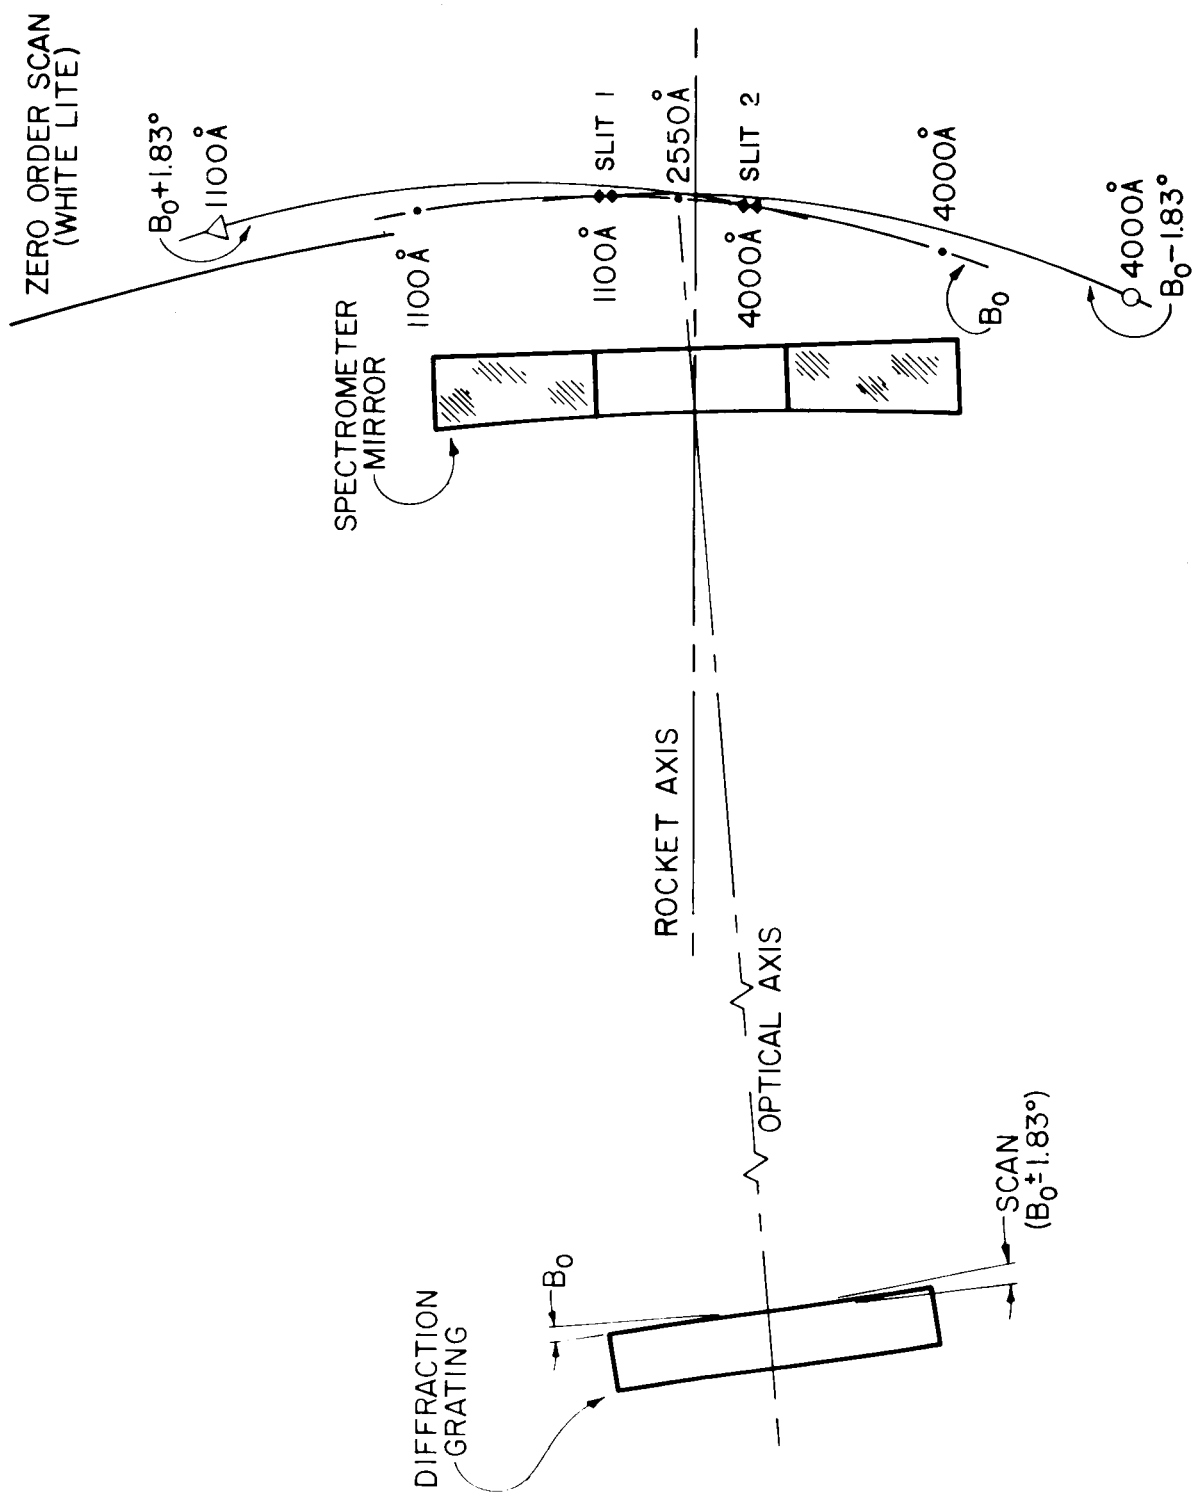 ZERO ORDER SCAN
(WHITE LITE)
B₀+1.83°
1100Å
SPECTROMETER
MIRROR
1100Å
1100Å
SLIT 1
2550Å
4000Å
SLIT 2
4000Å
B₀
4000Å
B₀-1.83°
ROCKET AXIS
OPTICAL AXIS
DIFFRACTION
GRATING
B₀
SCAN
(B₀±1.83°)